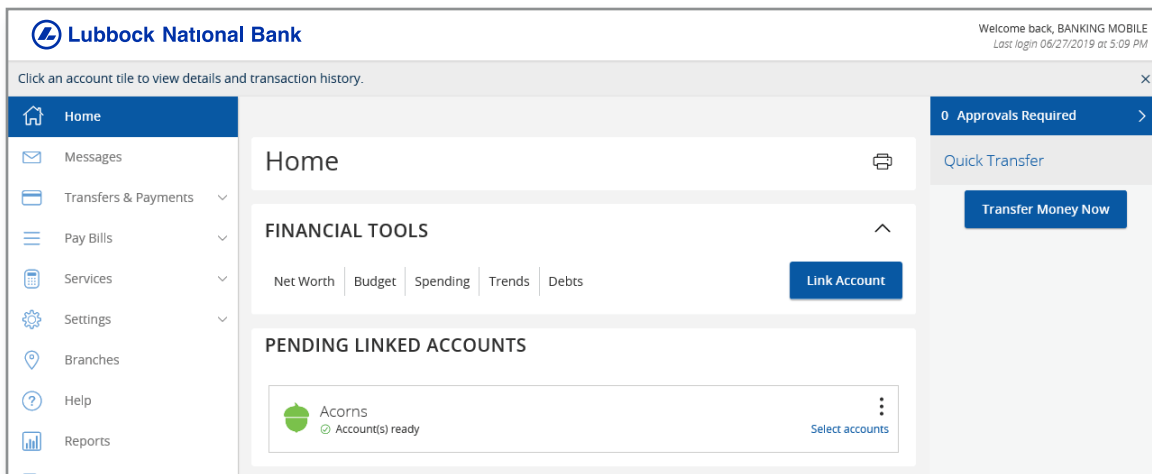 Lubbock National Bank
Welcome back, BANKING MOBILE
Last login 06/27/2019 at 5:09 PM
Click an account tile to view details and transaction history.
Home
Messages
Transfers & Payments
Pay Bills
Services
Settings
Branches
Help
Reports
Home
FINANCIAL TOOLS
Net Worth Budget Spending Trends Debts Link Account
PENDING LINKED ACCOUNTS
Acorns
Account(s) ready Select accounts
0 Approvals Required
Quick Transfer
Transfer Money Now